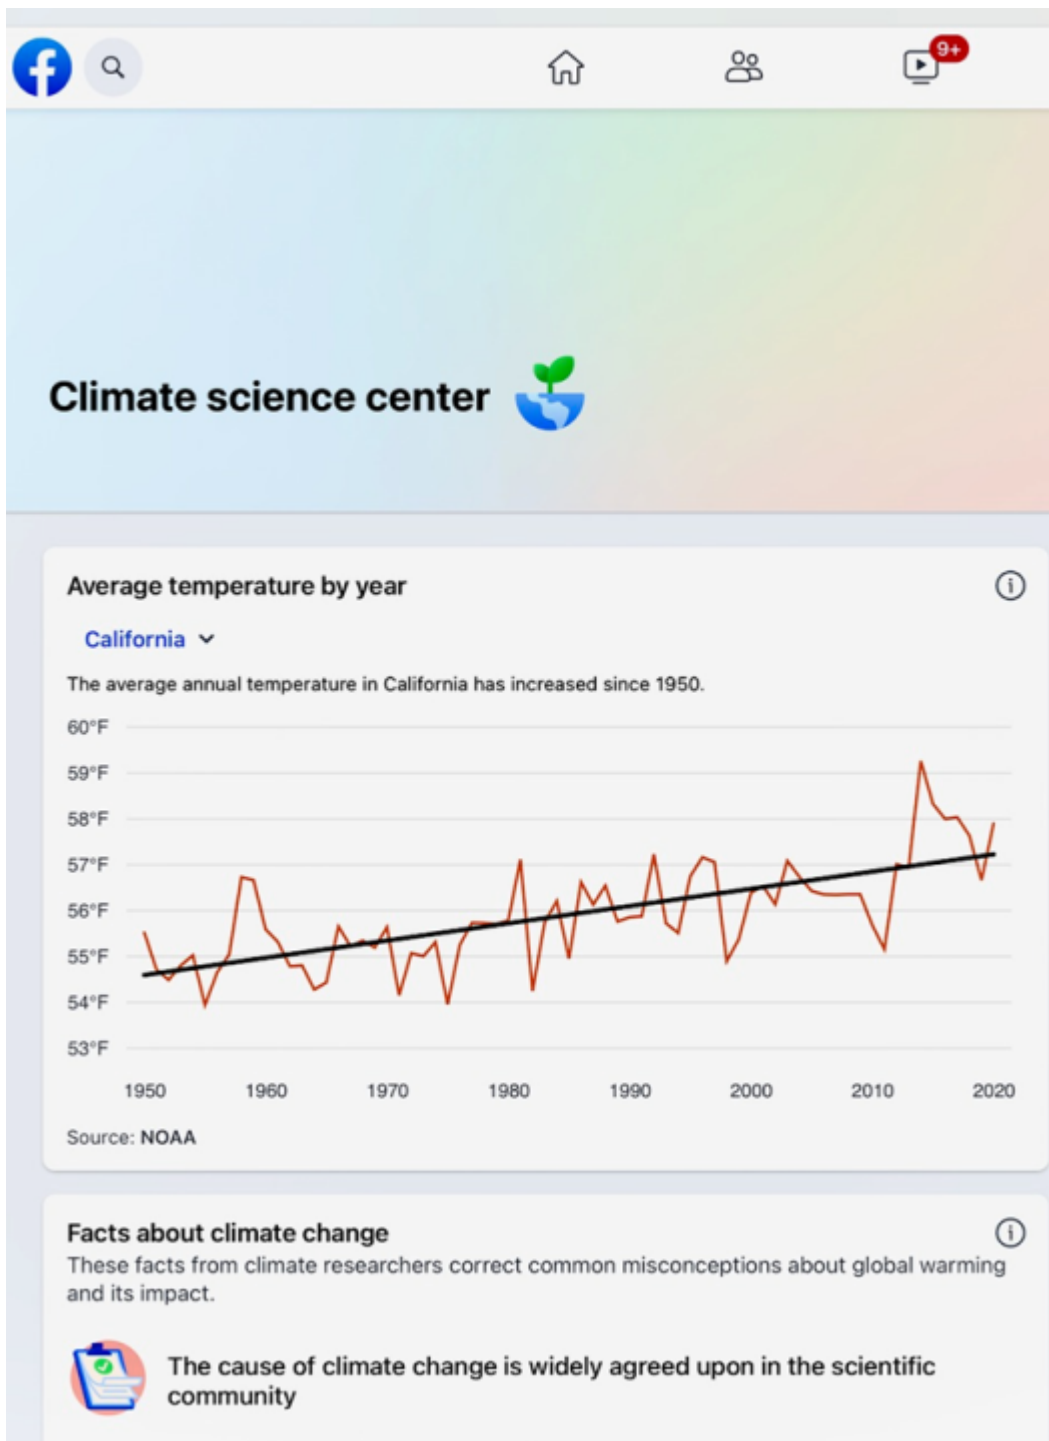 9+
Climate science center
Average temperature by year
California
The average annual temperature in California has increased since 1950.
60°F
59°F
58°F
57°F
56°F
55°F
54°F
53°F
1950 1960 1970 1980 1990 2000 2010 2020
Source: NOAA
Facts about climate change
These facts from climate researchers correct common misconceptions about global warming
and its impact.
The cause of climate change is widely agreed upon in the scientific
community